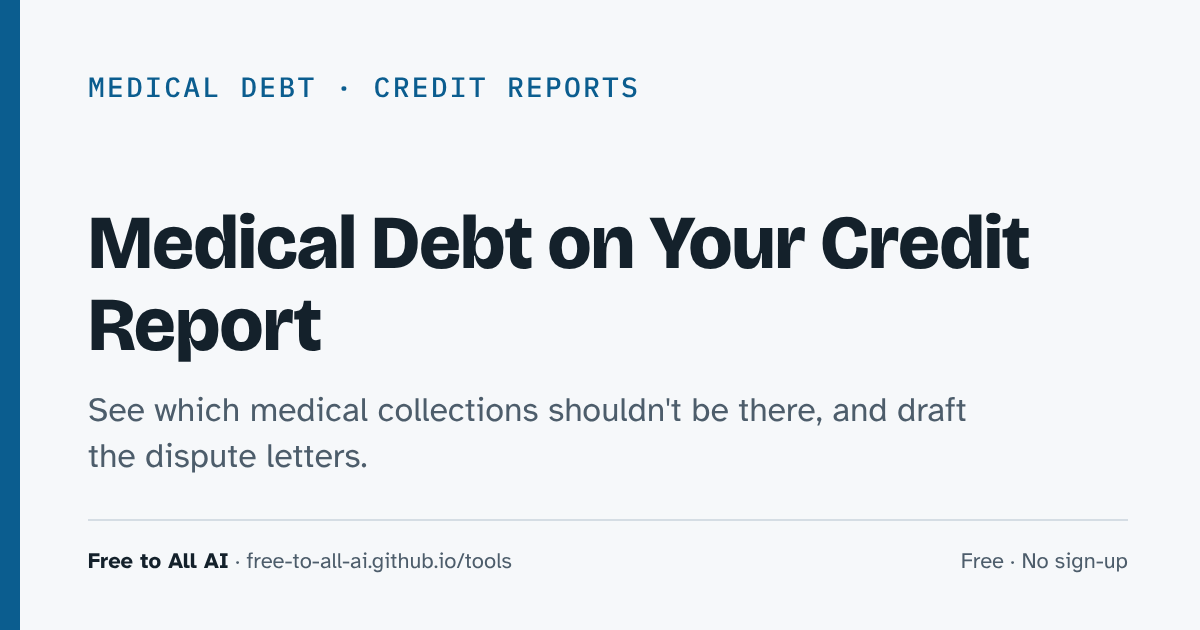 MEDICAL DEBT · CREDIT REPORTS
Medical Debt on Your Credit
Report
See which medical collections shouldn't be there, and draft
the dispute letters.
Free to All AI · free-to-all-ai.github.io/tools
Free · No sign-up